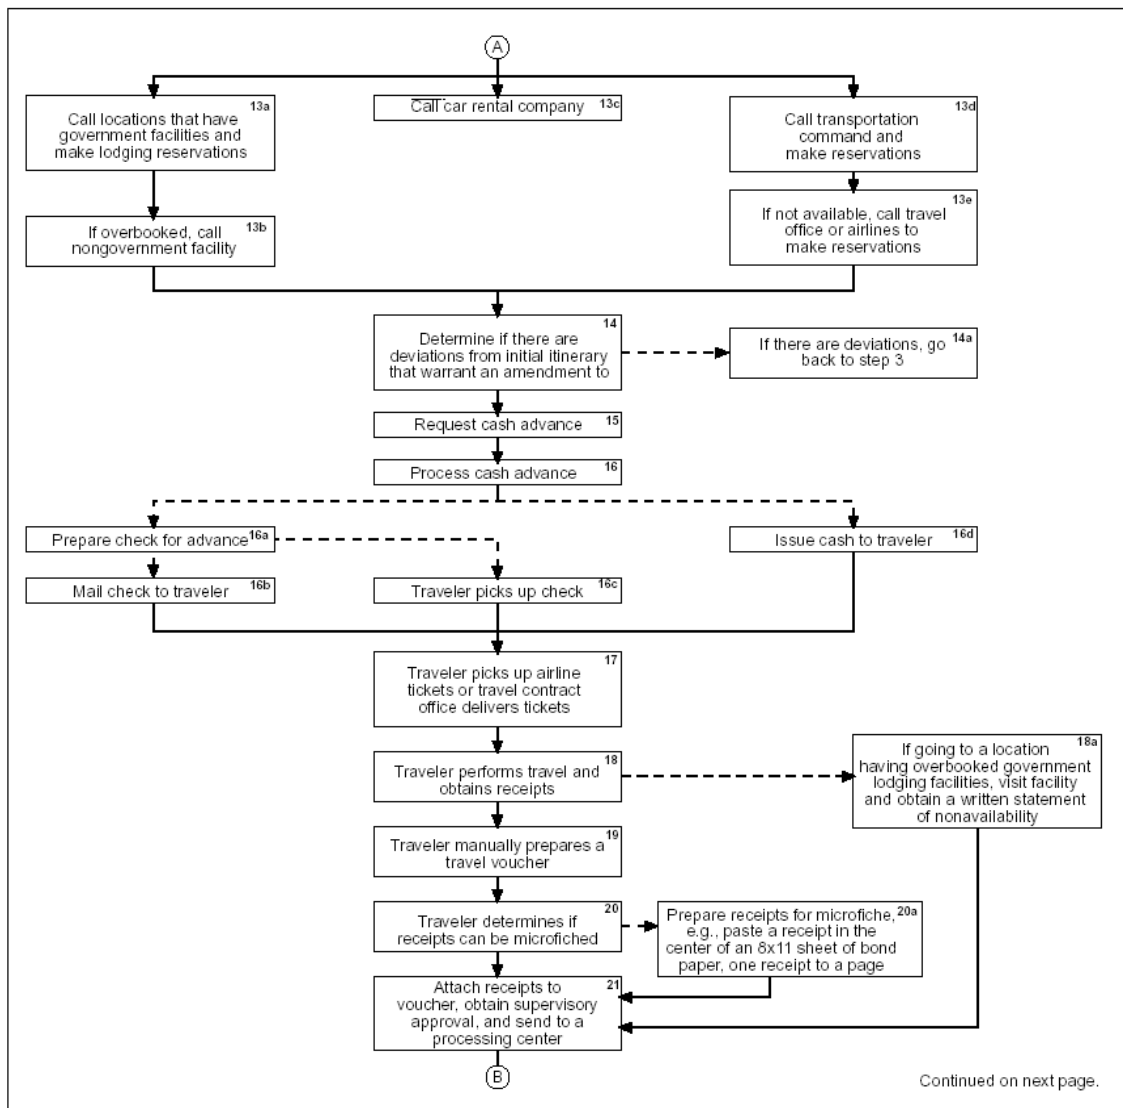 A
13a
Call locations that have
government facilities and
make lodging reservations
Call car rental company 13c
13d
Call transportation
command and
make reservations
13b
If overbooked, call
nongovernment facility
13e
If not available, call travel
office or airlines to
make reservations
14
Determine if there are
deviations from initial itinerary
that warrant an amendment to
14a
If there are deviations, go
back to step 3
Request cash advance 15
Process cash advance 16
Prepare check for advance 16a
Issue cash to traveler 16d
Mail check to traveler 16b
Traveler picks up check 16c
17
Traveler picks up airline
tickets or travel contract
office delivers tickets
18
Traveler performs travel and
obtains receipts
18a
If going to a location
having overbooked government
lodging facilities, visit facility
and obtain a written statement
of nonavailability
19
Traveler manually prepares a
travel voucher
20
Traveler determines if
receipts can be microfiched
20a
Prepare receipts for microfiche,
e.g., paste a receipt in the
center of an 8x11 sheet of bond
paper, one receipt to a page
21
Attach receipts to
voucher, obtain supervisory
approval, and send to a
processing center
B
Continued on next page.